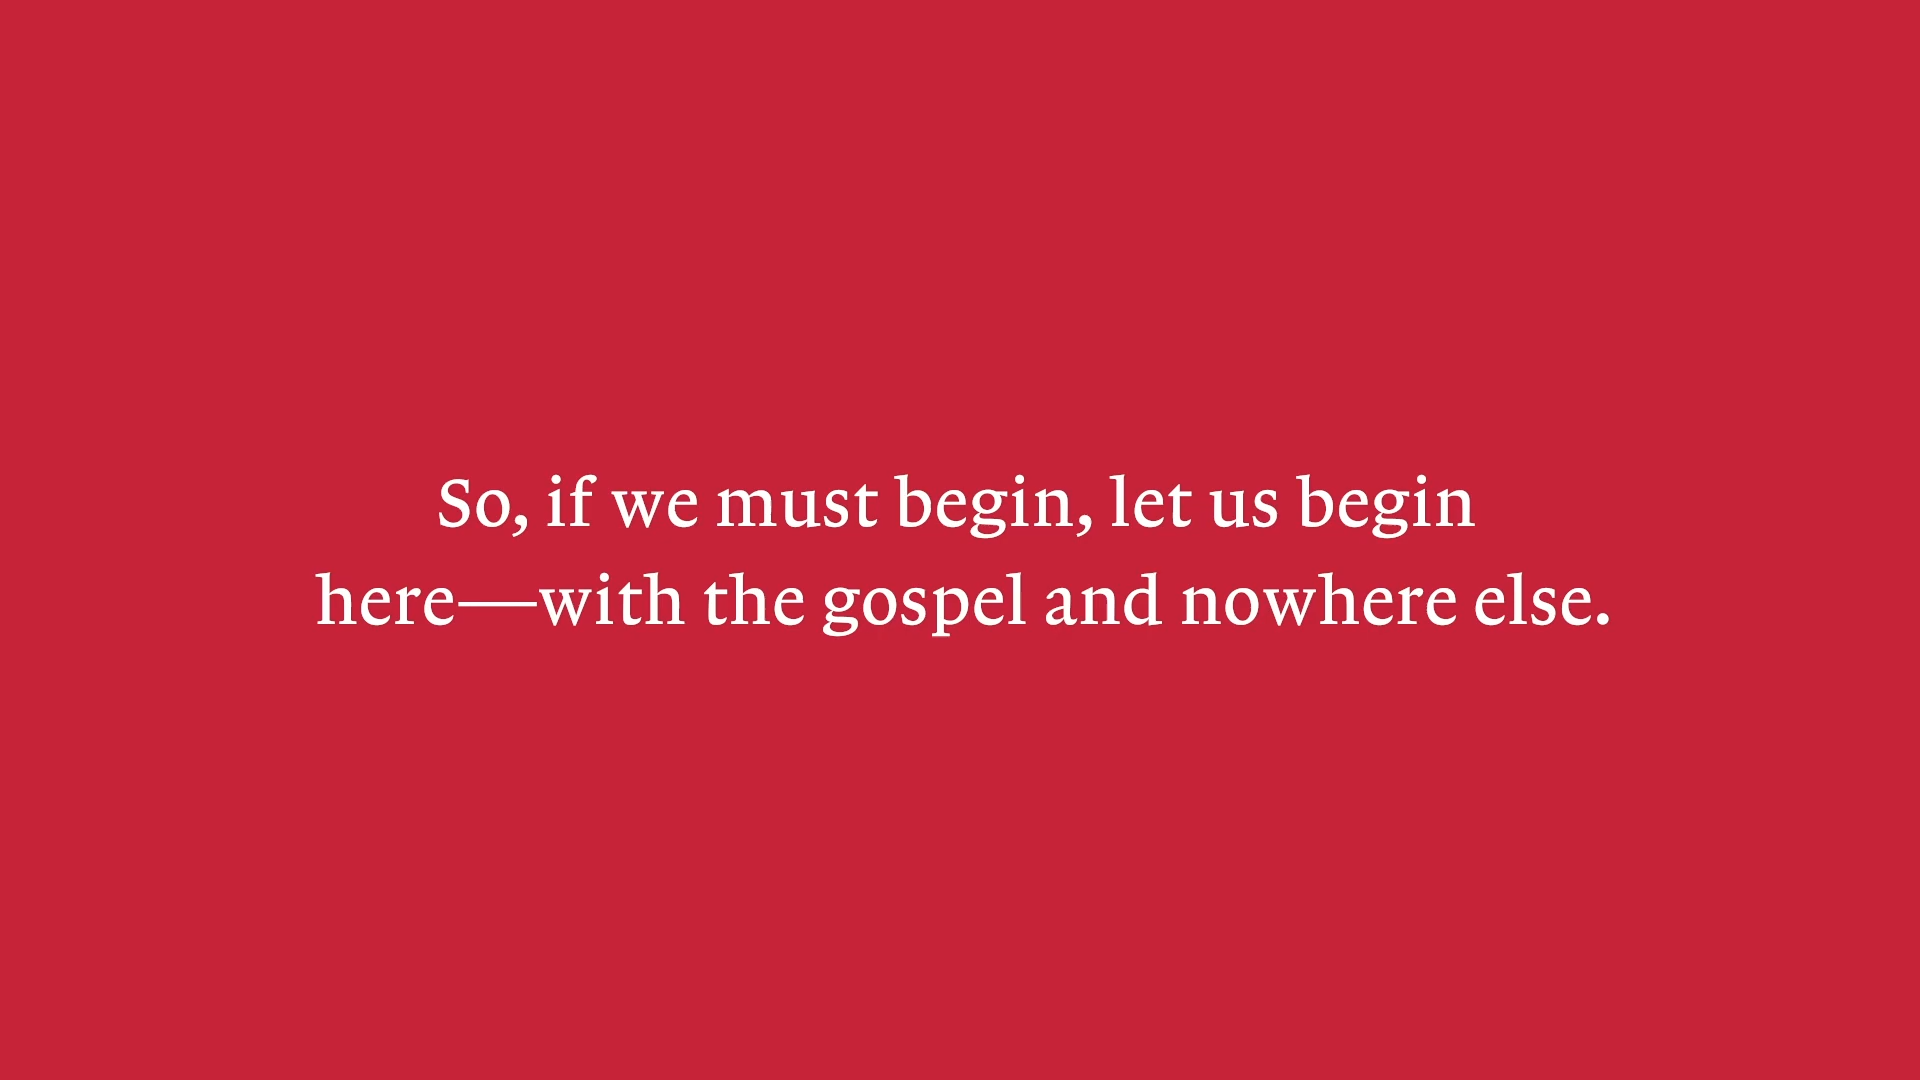 So, if we must begin, let us begin
here—with the gospel and nowhere else.